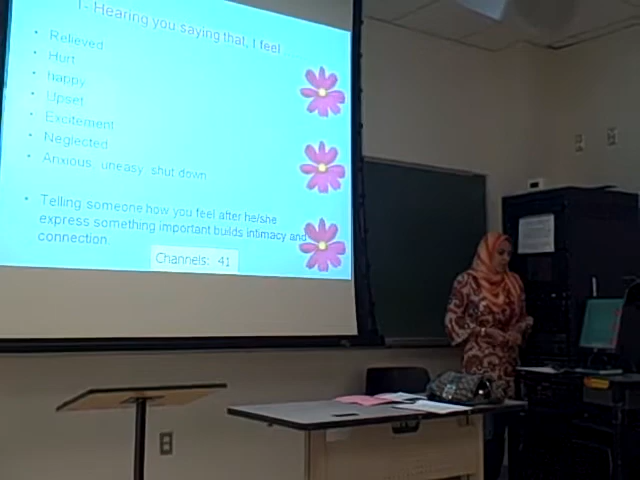 1- Hearing you saying that, I feel
• Relieved
• Hurt
• happy
• Upset
• Excitement
• Neglected
• Anxious, uneasy, shut down
• Telling someone how you feel after he/she
express something important builds intimacy and
connection
Channels: 41